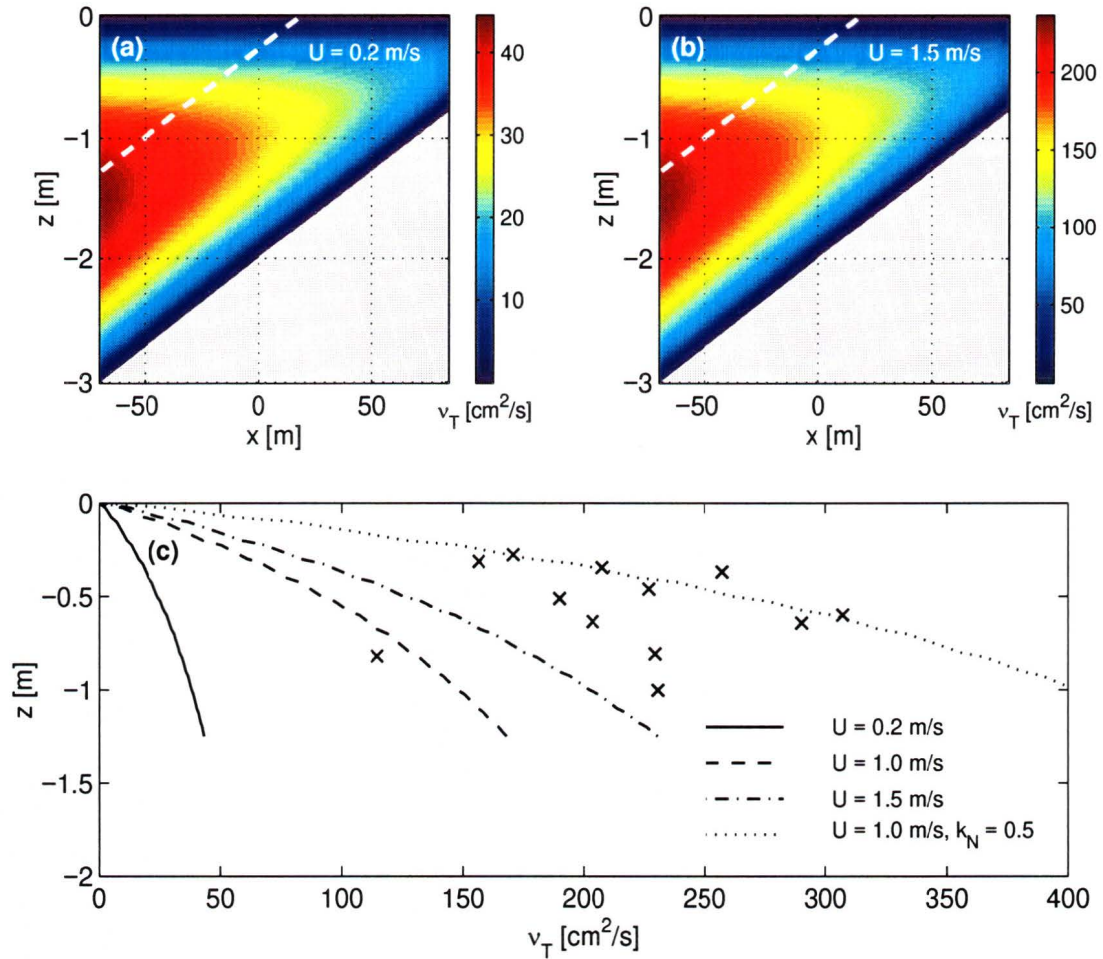 (a) U = 0.2 m/s
0
−1
−2
−3
z [m]
−50 0 50
x [m]
40
30
20
10
ν_T [cm²/s]
(b) U = 1.5 m/s
0
−1
−2
−3
z [m]
−50 0 50
x [m]
200
150
100
50
ν_T [cm²/s]
(c)
0
−0.5
−1
−1.5
−2
z [m]
U = 0.2 m/s
U = 1.0 m/s
U = 1.5 m/s
U = 1.0 m/s, k_N = 0.5
0 50 100 150 200 250 300 350 400
ν_T [cm²/s]